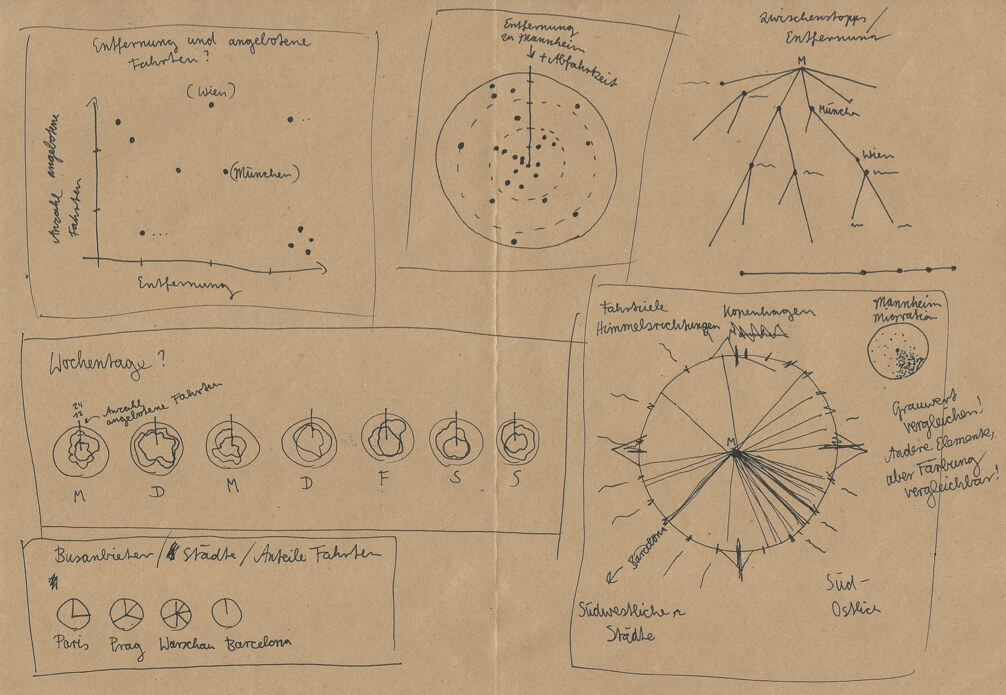 Entfernung und angebotene
Fahrten?
(Wien)
(München)
Anzahl angebotene
Fahrten
Entfernung
Entfernung
zu Mannheim
+ Abfahrtszeit
Zwischenstopps/
Entfernung
M
München
Wien
Wochentage?
24
12
Anzahl
angebotene Fahrten
M D M D F S S
Busanbieter / Städte / Anteile Fahrten
Paris Prag Warschau Barcelona
Fahrtziele
Himmelsrichtungen
Kopenhagen
M
Barcelona
Südwestliche
Städte
Süd-
Östlich
Mannheim
Migration
Grauwert
vergleichen!
Andere Elemente,
aber Färbung
vergleichbar!